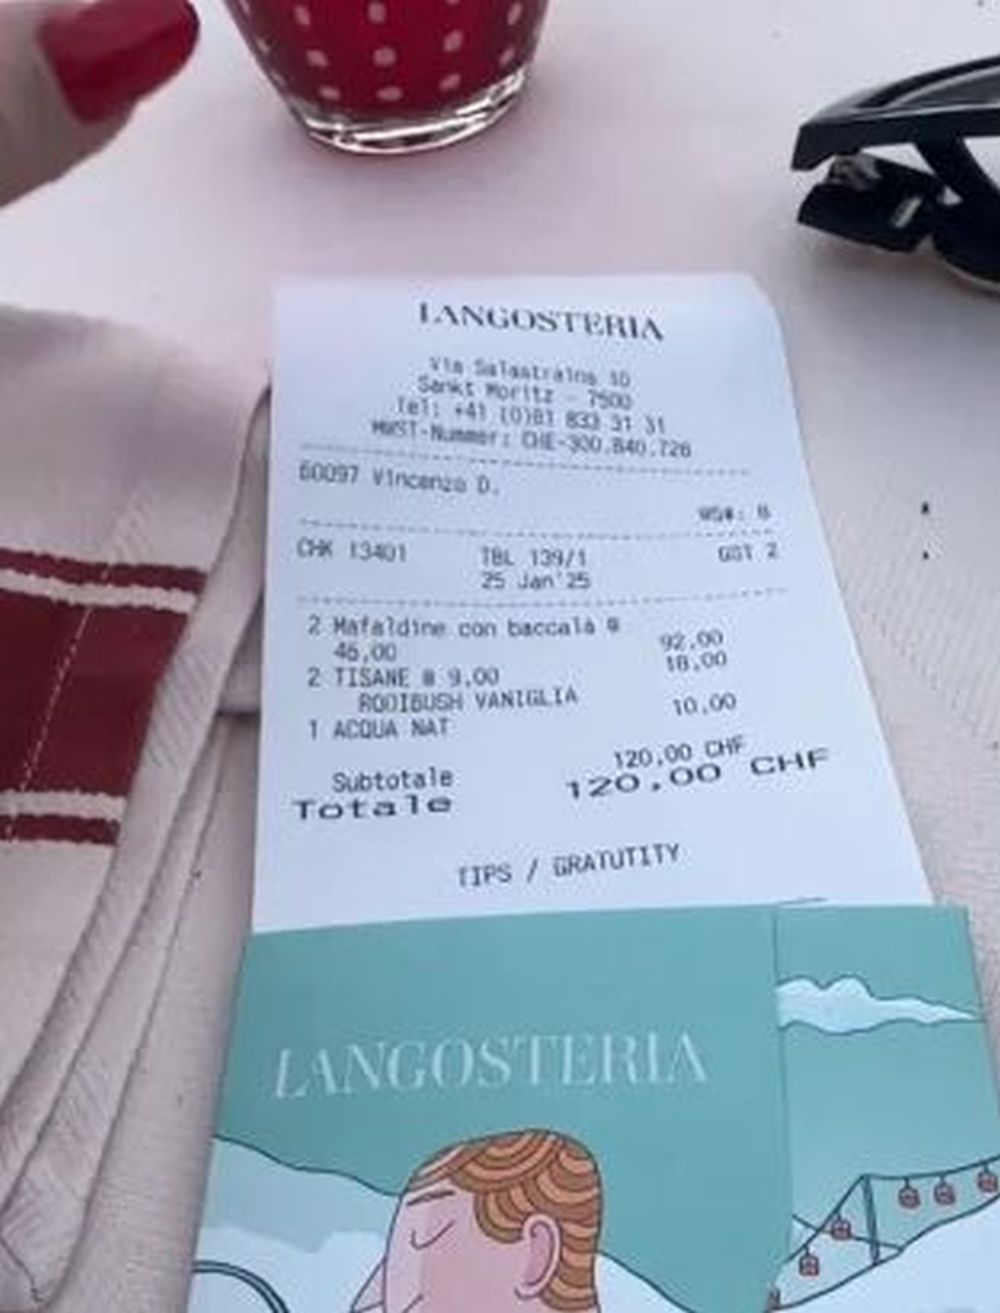 LANGOSTERIA
Via Salastrains 10
Sankt Moritz - 7500
Tel: +41 (0)81 833 31 31
MWST-Nummer: CHE-300.840.726
60097 Vincenzo D.
WS#: 8
CHK 13401 TBL 139/1 GST 2
25 Jan'25
2 Mafaldine con baccalà @
46,00 92,00
2 TISANE @ 9,00 18,00
ROOIBUSH VANIGLIA
1 ACQUA NAT 10,00
Subtotale 120,00 CHF
Totale 120,00 CHF
TIPS / GRATUTITY
LANGOSTERIA